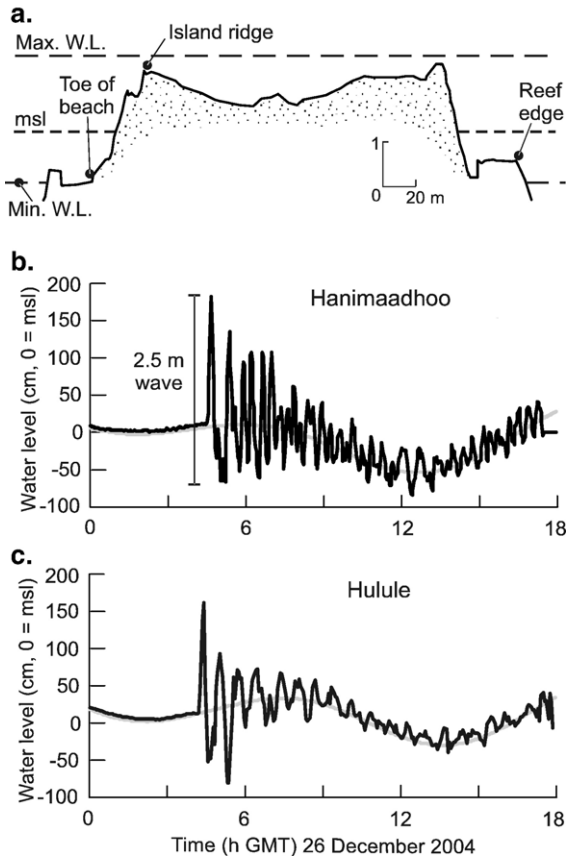 a.
Island ridge
Max. W.L.
Toe of
beach
Reef
edge
msl
1
0
20 m
Min. W.L.
b.
200
Hanimaadhoo
150
100
2.5 m
wave
50
0
-50
-100
Water level (cm, 0 = msl)
0
6
12
18
c.
200
Hulule
150
100
50
0
-50
-100
Water level (cm, 0 = msl)
0
6
12
18
Time (h GMT) 26 December 2004